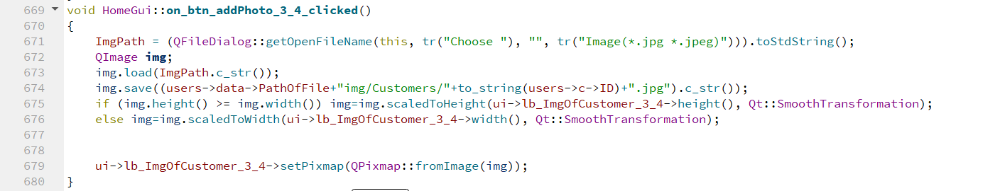 669 void HomeGui::on_btn_addPhoto_3_4_clicked()
670 {
671 ImgPath = (QFileDialog::getOpenFileName(this, tr("Choose "), "", tr("Image(*.jpg *.jpeg)"))).toStdString();
672 QImage img;
673 img.load(ImgPath.c_str());
674 img.save((users->data->PathOfFile+"img/Customers/"+to_string(users->c->ID)+".jpg").c_str());
675 if (img.height() >= img.width()) img=img.scaledToHeight(ui->lb_ImgOfCustomer_3_4->height(), Qt::SmoothTransformation);
676 else img=img.scaledToWidth(ui->lb_ImgOfCustomer_3_4->width(), Qt::SmoothTransformation);
677
678
679 ui->lb_ImgOfCustomer_3_4->setPixmap(QPixmap::fromImage(img));
680 }